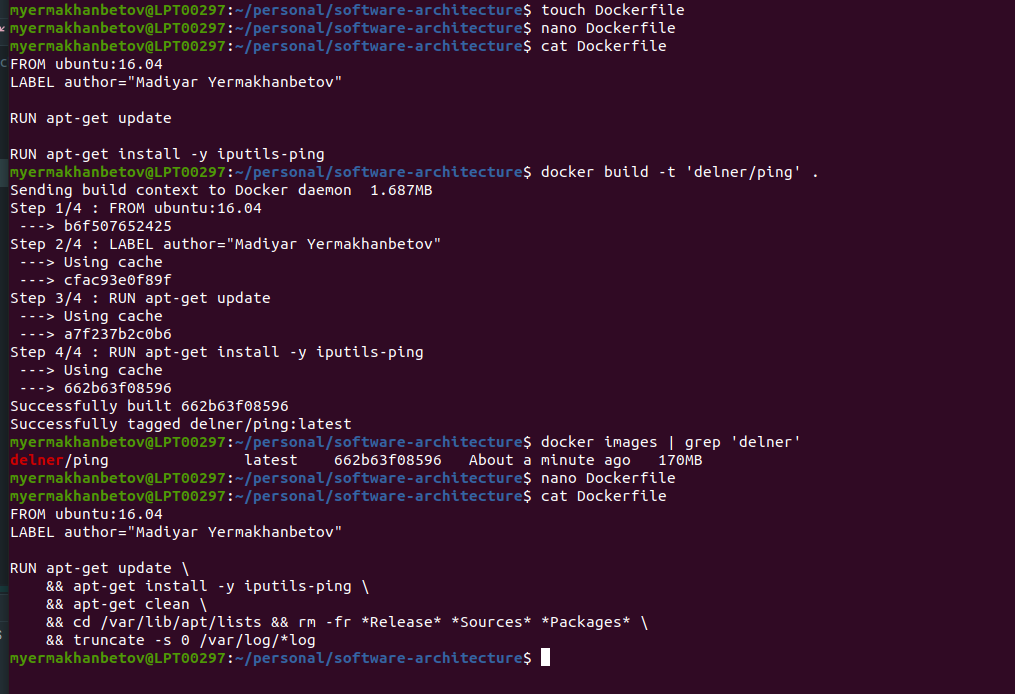 myermakhanbetov@LPT00297:~/personal/software-architecture$ touch Dockerfile
myermakhanbetov@LPT00297:~/personal/software-architecture$ nano Dockerfile
myermakhanbetov@LPT00297:~/personal/software-architecture$ cat Dockerfile
FROM ubuntu:16.04
LABEL author="Madiyar Yermakhanbetov"

RUN apt-get update

RUN apt-get install -y iputils-ping
myermakhanbetov@LPT00297:~/personal/software-architecture$ docker build -t 'delner/ping' .
Sending build context to Docker daemon  1.687MB
Step 1/4 : FROM ubuntu:16.04
 ---> b6f507652425
Step 2/4 : LABEL author="Madiyar Yermakhanbetov"
 ---> Using cache
 ---> cfac93e0f89f
Step 3/4 : RUN apt-get update
 ---> Using cache
 ---> a7f237b2c0b6
Step 4/4 : RUN apt-get install -y iputils-ping
 ---> Using cache
 ---> 662b63f08596
Successfully built 662b63f08596
Successfully tagged delner/ping:latest
myermakhanbetov@LPT00297:~/personal/software-architecture$ docker images | grep 'delner'
delner/ping               latest    662b63f08596   About a minute ago   170MB
myermakhanbetov@LPT00297:~/personal/software-architecture$ nano Dockerfile
myermakhanbetov@LPT00297:~/personal/software-architecture$ cat Dockerfile
FROM ubuntu:16.04
LABEL author="Madiyar Yermakhanbetov"

RUN apt-get update \
    && apt-get install -y iputils-ping \
    && apt-get clean \
    && cd /var/lib/apt/lists && rm -fr *Release* *Sources* *Packages* \
    && truncate -s 0 /var/log/*log
myermakhanbetov@LPT00297:~/personal/software-architecture$